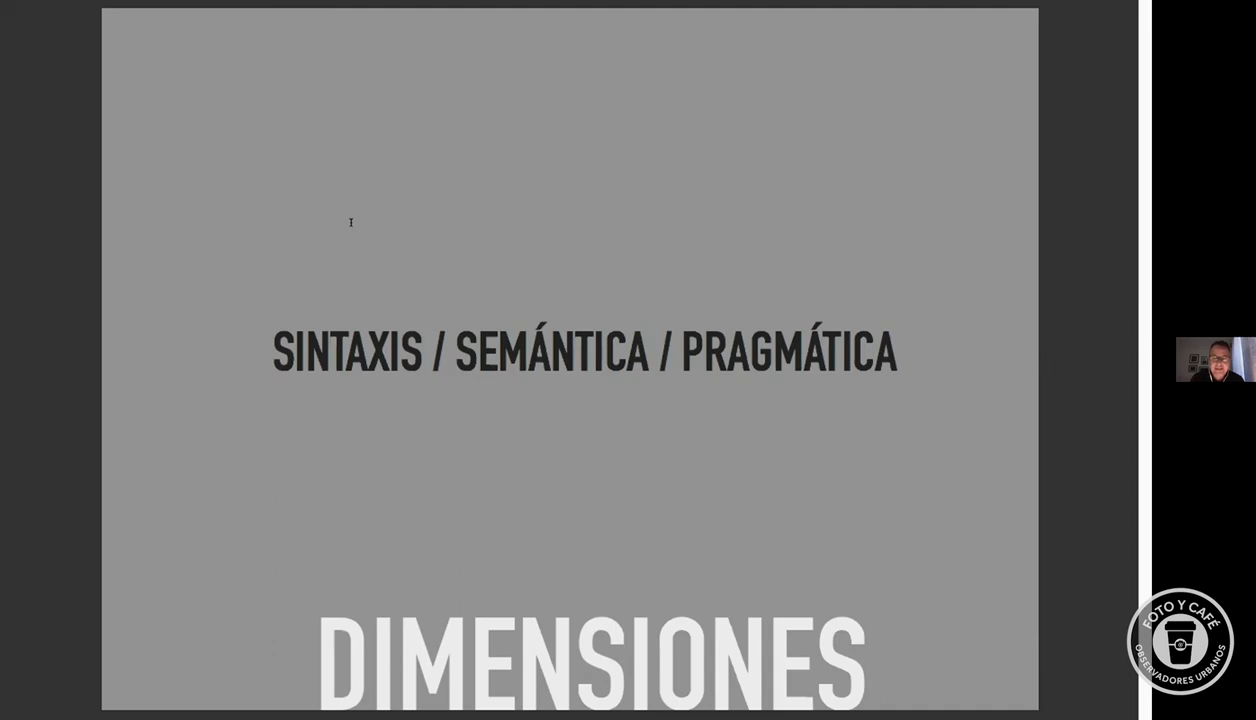 SINTAXIS / SEMÁNTICA / PRAGMÁTICA
DIMENSIONES
FOTO Y CAFÉ
OBSERVADORES URBANOS